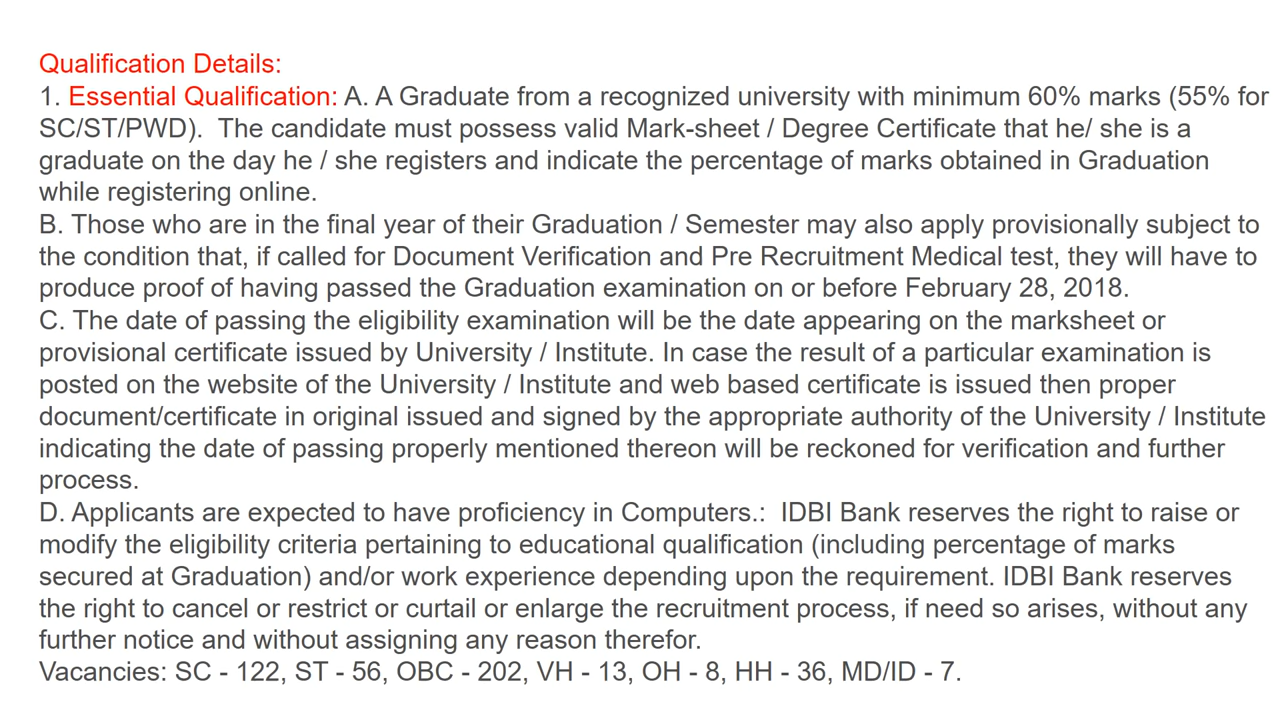 Qualification Details:
1. Essential Qualification: A. A Graduate from a recognized university with minimum 60% marks (55% for
SC/ST/PWD).  The candidate must possess valid Mark-sheet / Degree Certificate that he/ she is a
graduate on the day he / she registers and indicate the percentage of marks obtained in Graduation
while registering online.
B. Those who are in the final year of their Graduation / Semester may also apply provisionally subject to
the condition that, if called for Document Verification and Pre Recruitment Medical test, they will have to
produce proof of having passed the Graduation examination on or before February 28, 2018.
C. The date of passing the eligibility examination will be the date appearing on the marksheet or
provisional certificate issued by University / Institute. In case the result of a particular examination is
posted on the website of the University / Institute and web based certificate is issued then proper
document/certificate in original issued and signed by the appropriate authority of the University / Institute
indicating the date of passing properly mentioned thereon will be reckoned for verification and further
process.
D. Applicants are expected to have proficiency in Computers.:  IDBI Bank reserves the right to raise or
modify the eligibility criteria pertaining to educational qualification (including percentage of marks
secured at Graduation) and/or work experience depending upon the requirement. IDBI Bank reserves
the right to cancel or restrict or curtail or enlarge the recruitment process, if need so arises, without any
further notice and without assigning any reason therefor.
Vacancies: SC - 122, ST - 56, OBC - 202, VH - 13, OH - 8, HH - 36, MD/ID - 7.